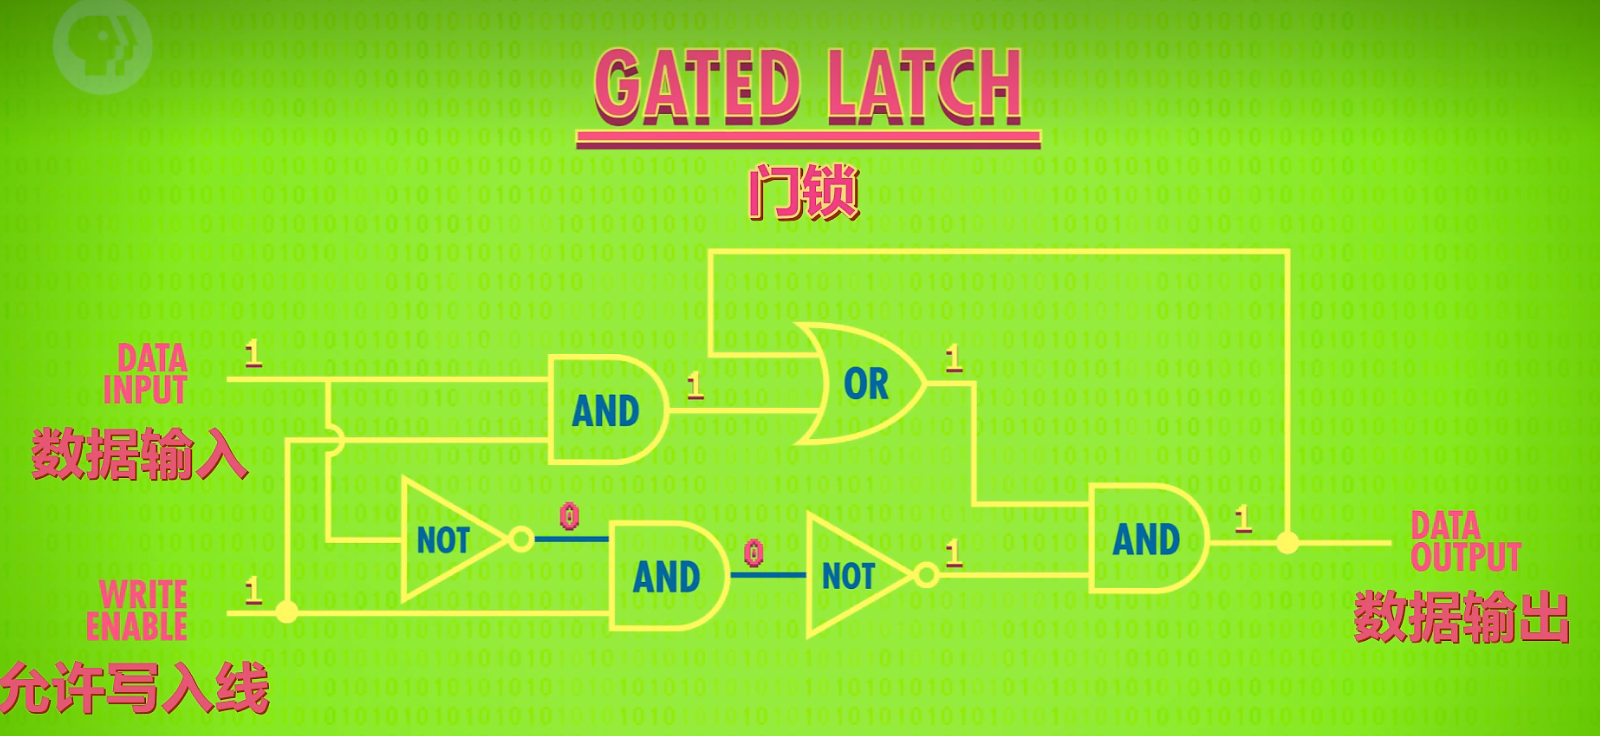 GATED LATCH
门锁
DATA
INPUT
数据输入
1
AND
1
OR
1
NOT
0
AND
0
NOT
1
AND
1
DATA
OUTPUT
数据输出
WRITE
ENABLE
允许写入线
1